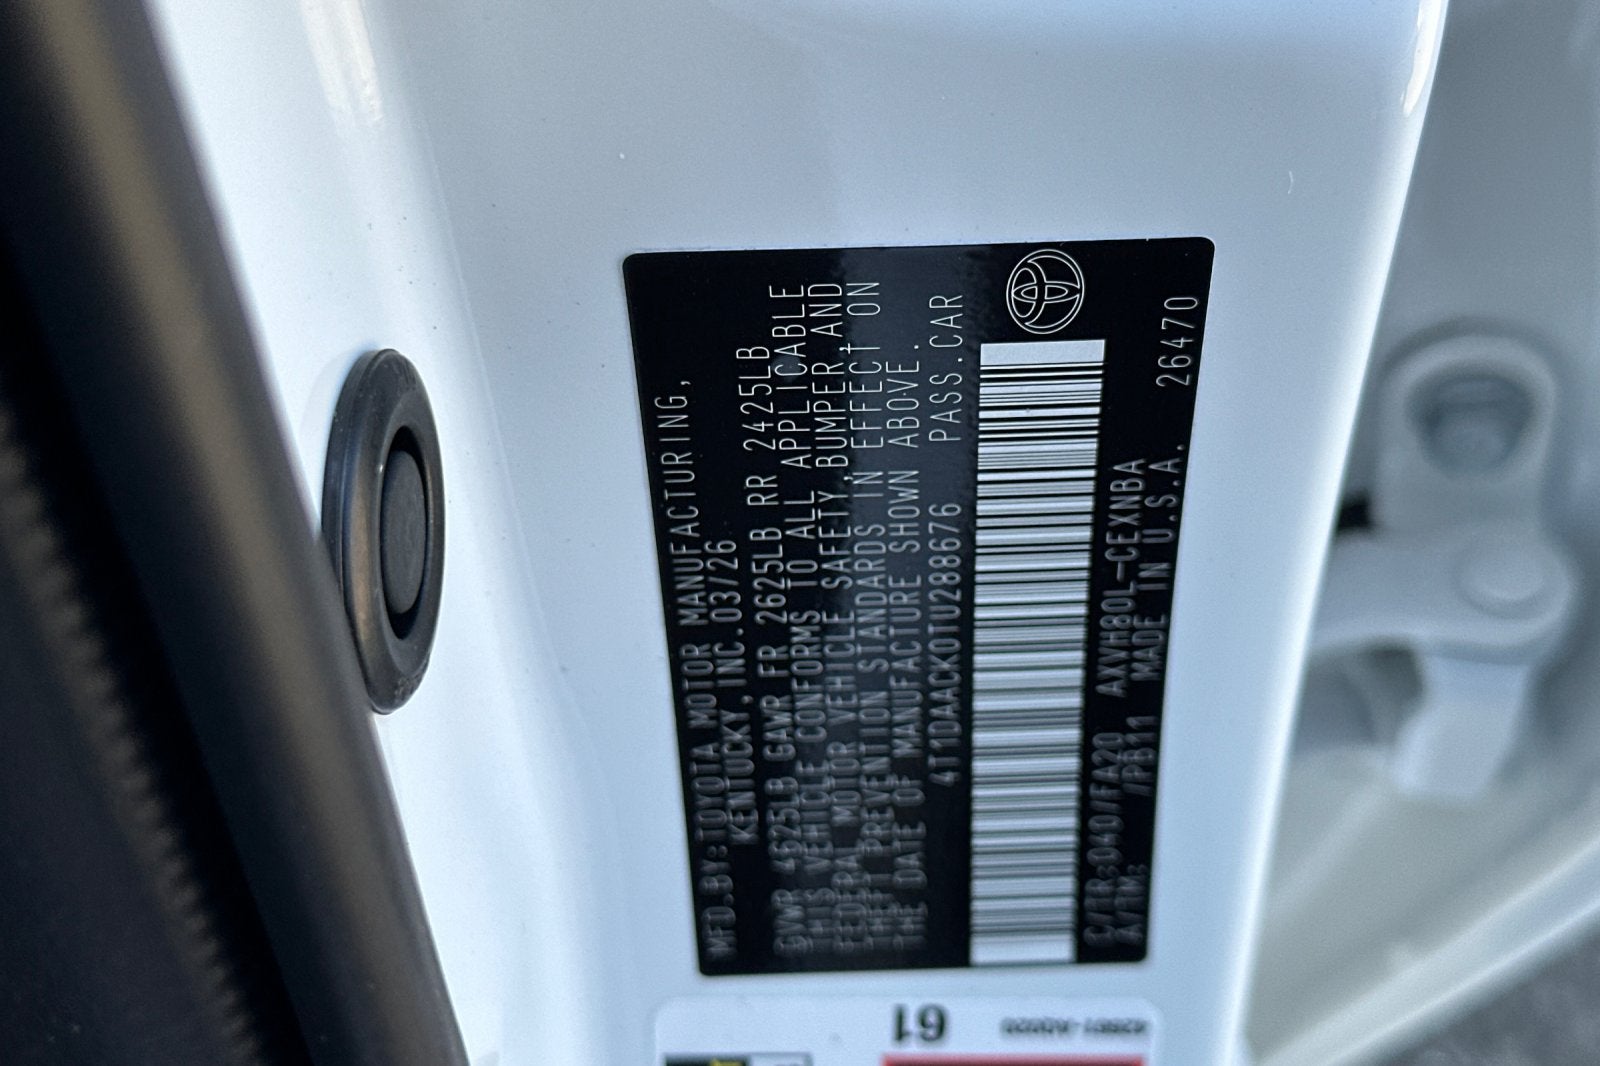 MFD.BY:TOYOTA MOTOR MANUFACTURING,
KENTUCKY, INC.03/26
GVWR 4625LB GAWR FR 2625LB RR 2425LB
THIS VEHICLE CONFORMS TO ALL APPLICABLE
FEDERAL MOTOR VEHICLE SAFETY,BUMPER,AND
THEFT PREVENTION STANDARDS IN EFFECT ON
THE DATE OF MANUFACTURE SHOWN ABOVE.
4T1DAACK0TU288676 PASS.CAR
C/TR:040/FA20 AXVH80L-CEXNBA
A/TM: /PB11 MADE IN U.S.A. 26470
61